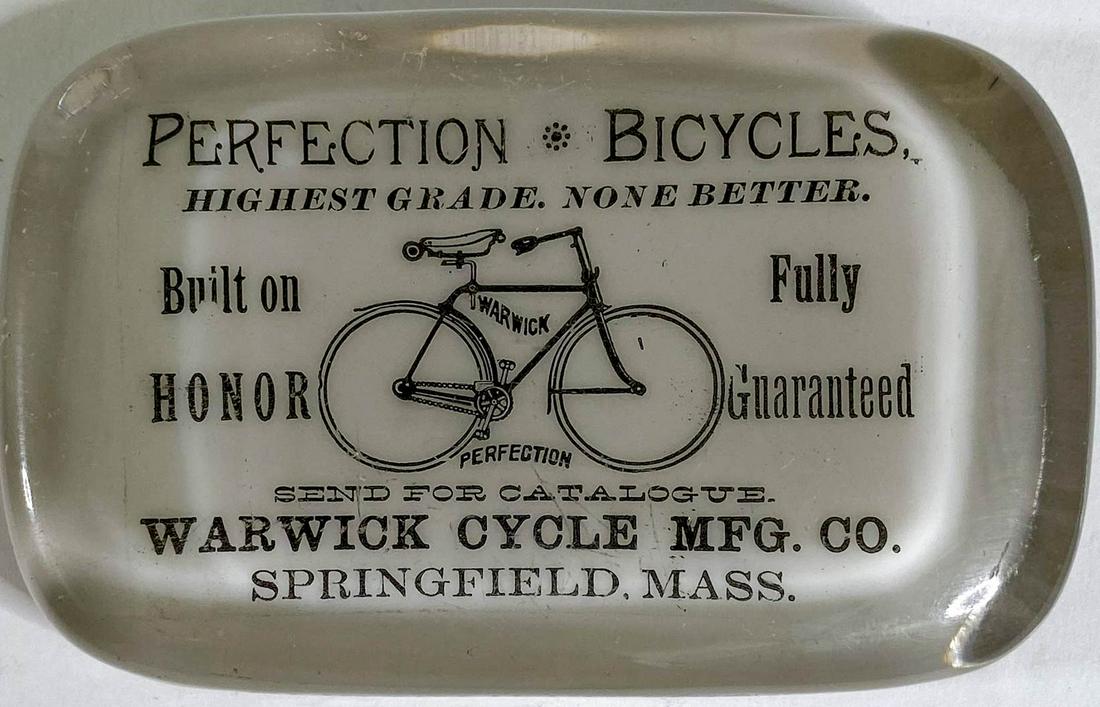 PERFECTION BICYCLES,
HIGHEST GRADE. NONE BETTER.
Built on
Fully
WARWICK
HONOR
Guaranteed
PERFECTION
SEND FOR CATALOGUE.
WARWICK CYCLE MFG. CO.
SPRINGFIELD, MASS.